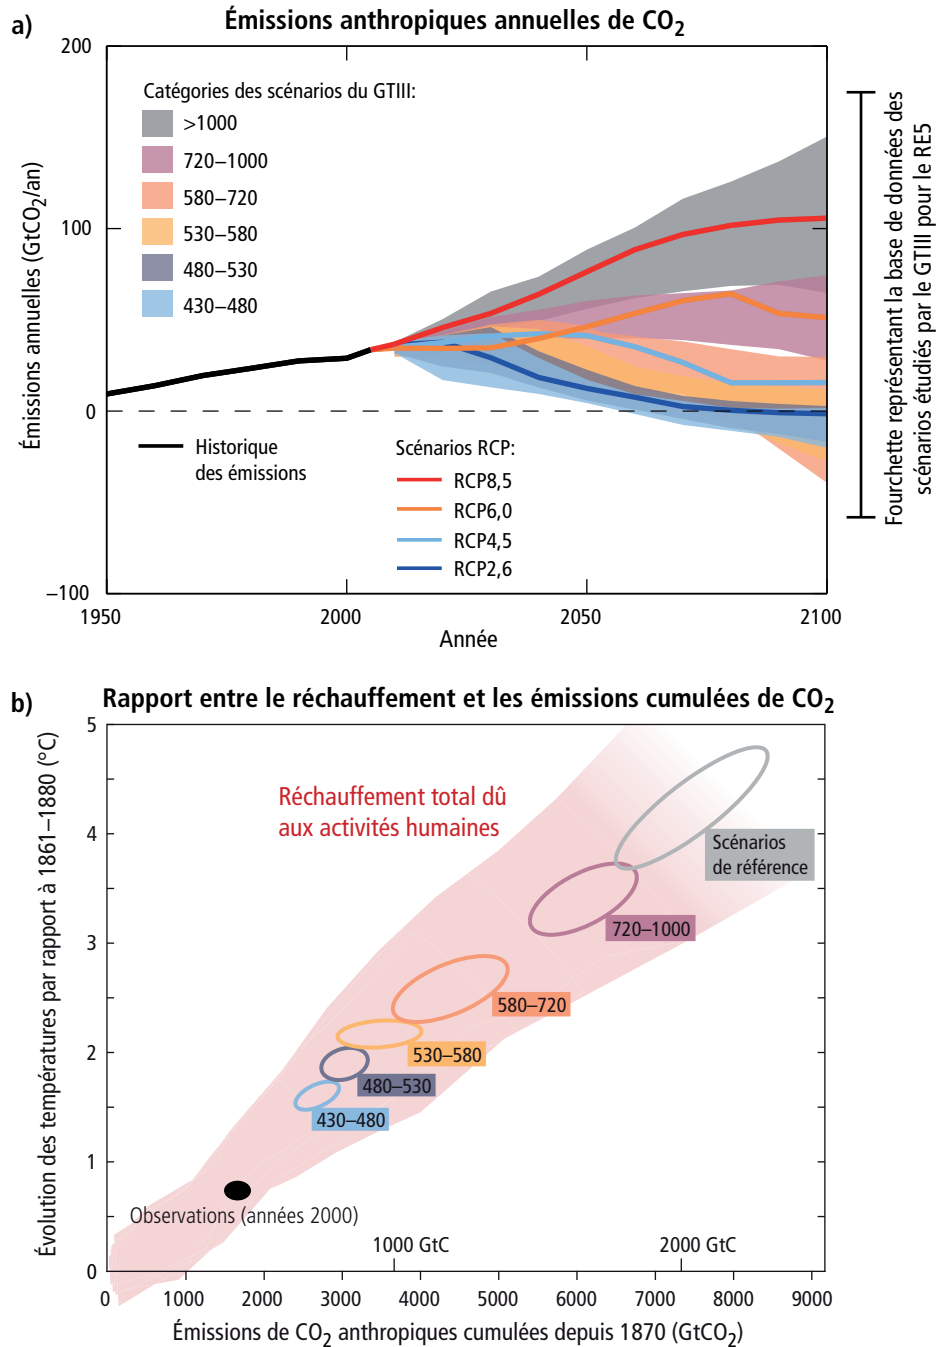 a)
Émissions anthropiques annuelles de CO2
200
100
0
−100
Émissions annuelles (GtCO2/an)
Catégories des scénarios du GTIII:
>1000
720−1000
580−720
530−580
480−530
430−480
Historique
des émissions
Scénarios RCP:
RCP8,5
RCP6,0
RCP4,5
RCP2,6
1950
2000
2050
2100
Année
Fourchette représentant la base de données des
scénarios étudiés par le GTIII pour le RE5
b)
Rapport entre le réchauffement et les émissions cumulées de CO2
5
4
3
2
1
0
Évolution des températures par rapport à 1861−1880 (°C)
Réchauffement total dû
aux activités humaines
Scénarios
de référence
720−1000
580−720
530−580
480−530
430−480
Observations (années 2000)
1000 GtC
2000 GtC
0
1000
2000
3000
4000
5000
6000
7000
8000
9000
Émissions de CO2 anthropiques cumulées depuis 1870 (GtCO2)